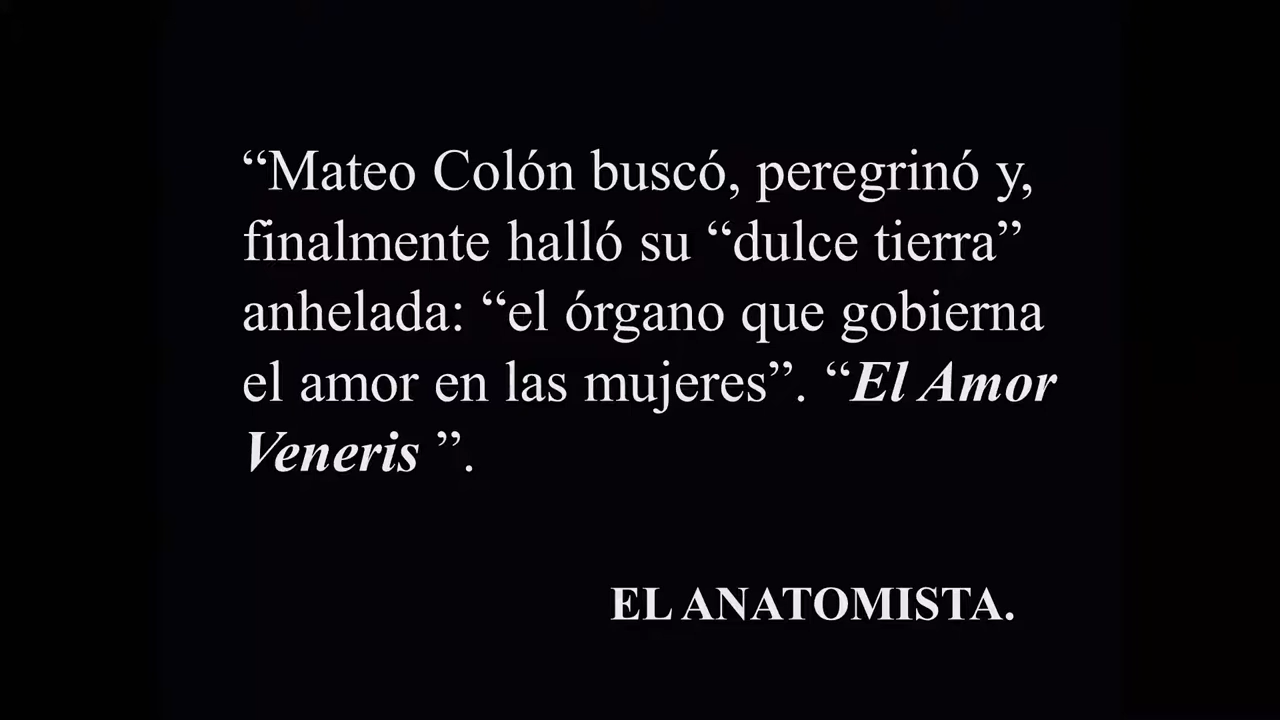 “Mateo Colón buscó, peregrinó y,
finalmente halló su “dulce tierra”
anhelada: “el órgano que gobierna
el amor en las mujeres”. “El Amor
Veneris ”.
EL ANATOMISTA.